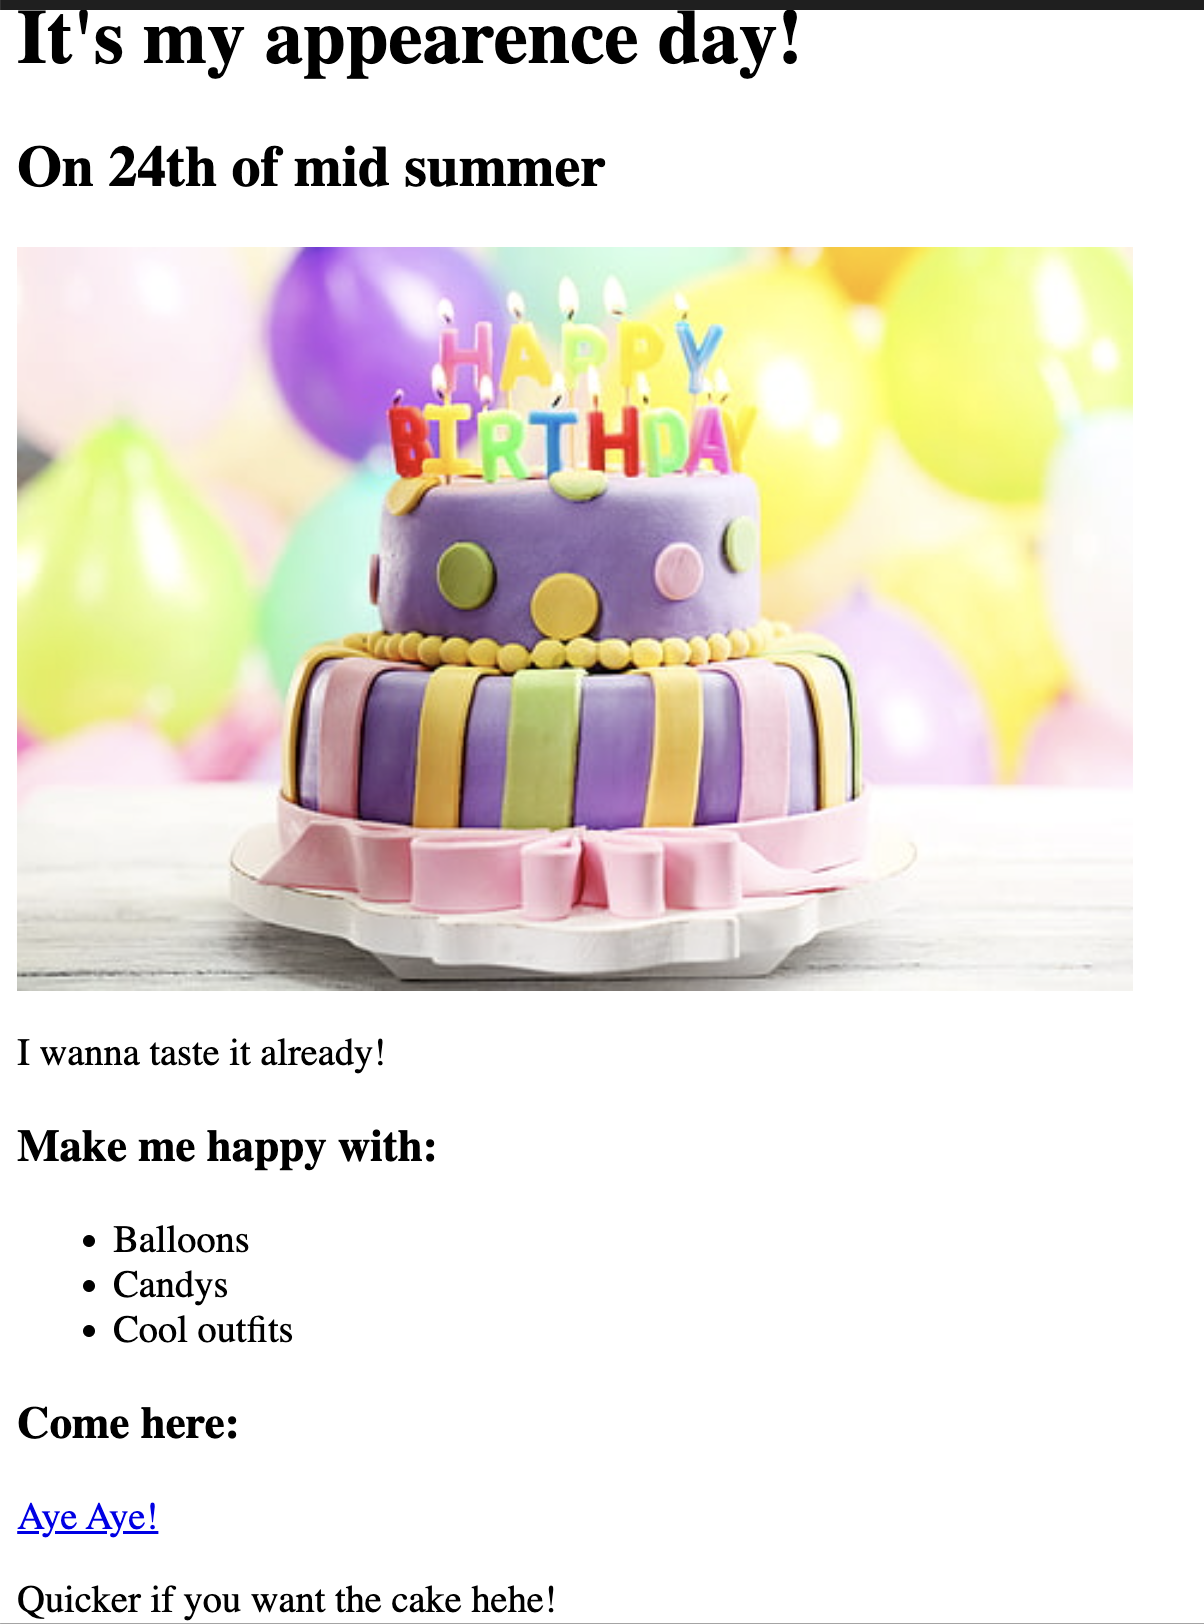 It's my appearence day!
On 24th of mid summer
HAPPY
BIRTHDAY
I wanna taste it already!
Make me happy with:
Balloons
Candys
Cool outfits
Come here:
Aye Aye!
Quicker if you want the cake hehe!